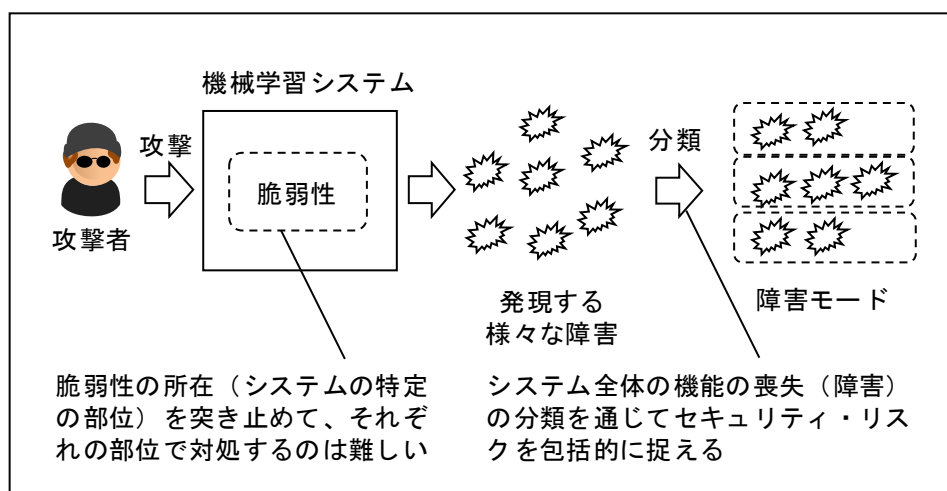 機械学習システム
攻撃
脆弱性
攻撃者
分類
発現する
様々な障害
障害モード
脆弱性の所在（システムの特定
の部位）を突き止めて、それぞ
れの部位で対処するのは難しい
システム全体の機能の喪失（障害）
の分類を通じてセキュリティ・リス
クを包括的に捉える